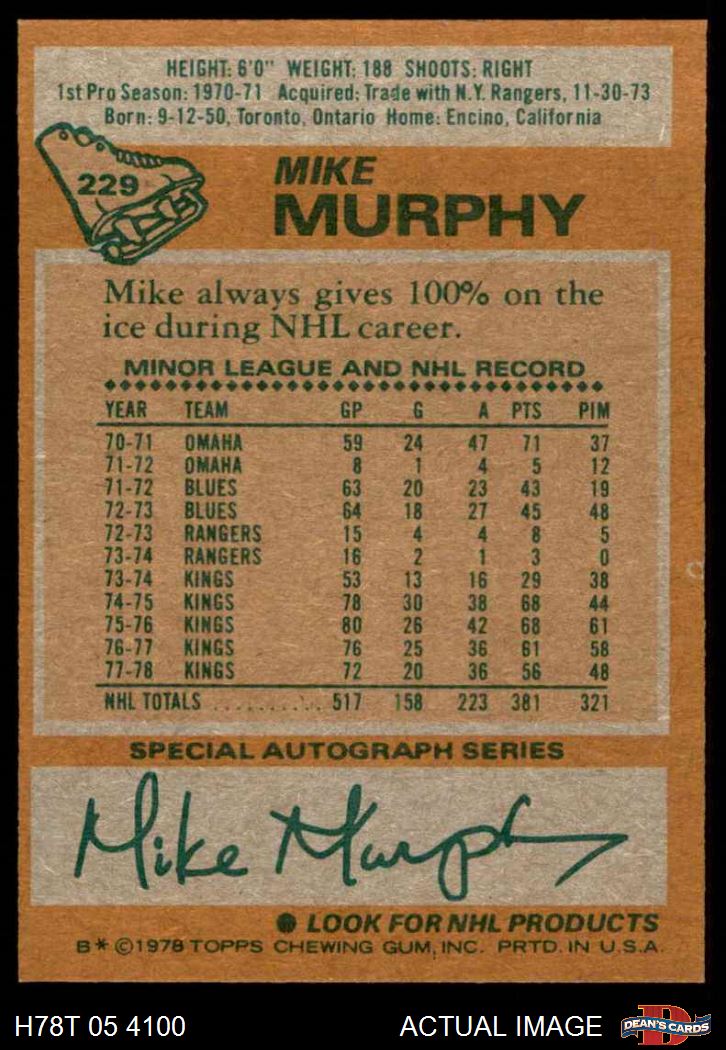 HEIGHT: 6'0" WEIGHT: 188 SHOOTS: RIGHT
1st Pro Season: 1970-71 Acquired: Trade with N.Y. Rangers, 11-30-73
Born: 9-12-50, Toronto, Ontario Home: Encino, California
229
MIKE
MURPHY
Mike always gives 100% on the
ice during NHL career.
MINOR LEAGUE AND NHL RECORD
YEAR TEAM GP G A PTS PIM
70-71 OMAHA 59 24 47 71 37
71-72 OMAHA 8 1 4 5 12
71-72 BLUES 63 20 23 43 19
72-73 BLUES 64 18 27 45 48
72-73 RANGERS 15 4 4 8 5
73-74 RANGERS 16 2 1 3 0
73-74 KINGS 53 13 16 29 38
74-75 KINGS 78 30 38 68 44
75-76 KINGS 80 26 42 68 61
76-77 KINGS 76 25 36 61 58
77-78 KINGS 72 20 36 56 48
NHL TOTALS .......... 517 158 223 381 321
SPECIAL AUTOGRAPH SERIES
Mike Murphy
LOOK FOR NHL PRODUCTS
B* ©1978 TOPPS CHEWING GUM, INC. PRTD. IN U.S.A.
H78T 05 4100 ACTUAL IMAGE
D
DEAN'S CARDS